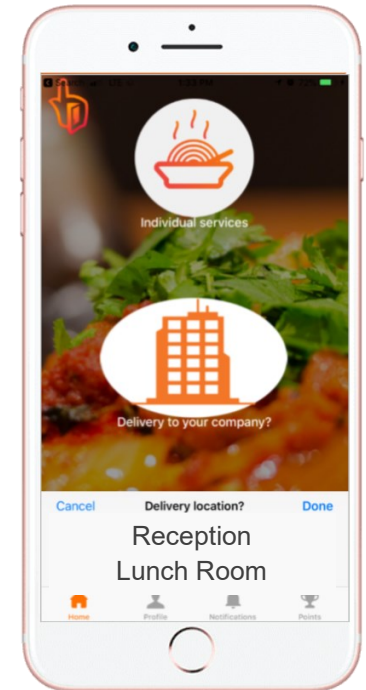 Individual services
Delivery to your company?
Cancel Delivery location? Done
Reception
Lunch Room
Home Profile Notifications Points